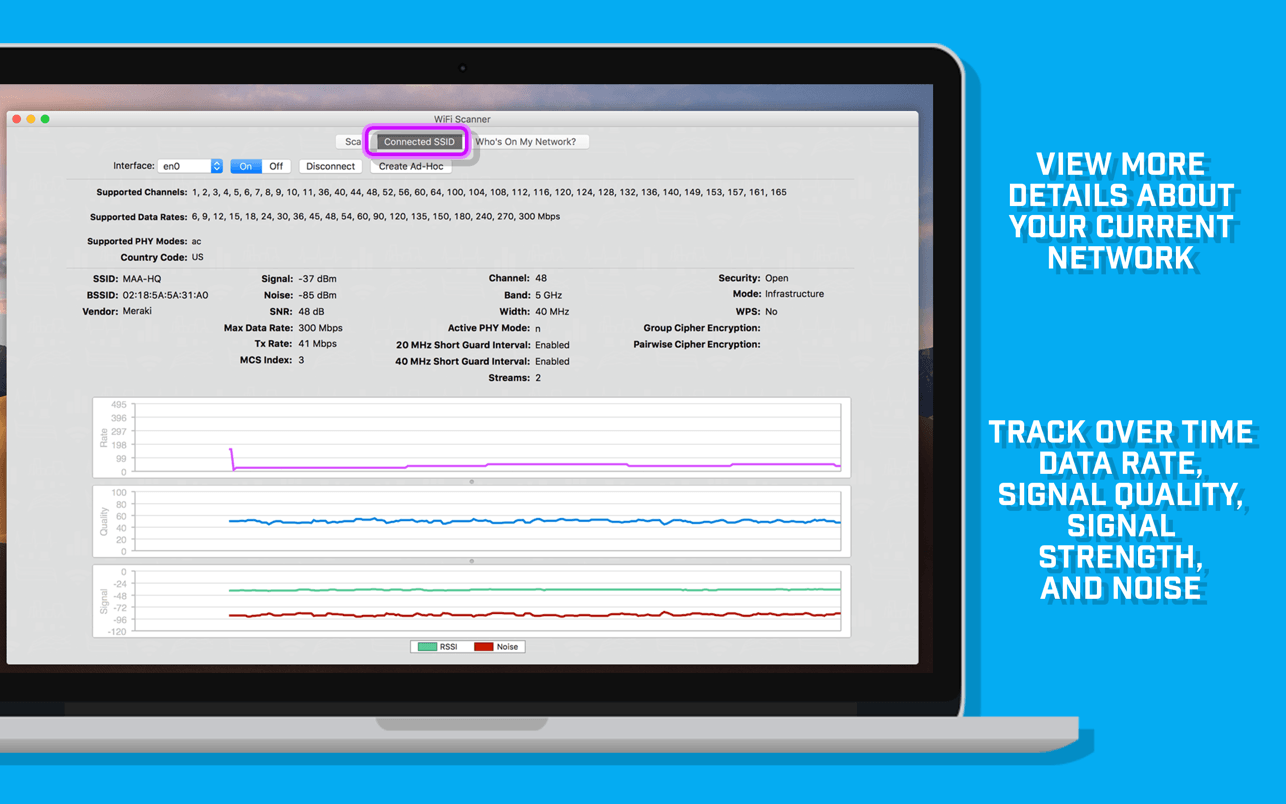 WiFi Scanner
Sca
Connected SSID
Who's On My Network?
Interface: en0 On Off Disconnect Create Ad-Hoc
Supported Channels: 1, 2, 3, 4, 5, 6, 7, 8, 9, 10, 11, 36, 40, 44, 48, 52, 56, 60, 64, 100, 104, 108, 112, 116, 120, 124, 128, 132, 136, 140, 149, 153, 157, 161, 165
Supported Data Rates: 6, 9, 12, 15, 18, 24, 30, 36, 45, 48, 54, 60, 90, 120, 135, 150, 180, 240, 270, 300 Mbps
Supported PHY Modes: ac
Country Code: US
SSID: MAA-HQ
BSSID: 02:18:5A:5A:31:A0
Vendor: Meraki
Signal: -37 dBm
Noise: -85 dBm
SNR: 48 dB
Max Data Rate: 300 Mbps
Tx Rate: 41 Mbps
MCS Index: 3
Channel: 48
Band: 5 GHz
Width: 40 MHz
Active PHY Mode: n
20 MHz Short Guard Interval: Enabled
40 MHz Short Guard Interval: Enabled
Streams: 2
Security: Open
Mode: Infrastructure
WPS: No
Group Cipher Encryption:
Pairwise Cipher Encryption:
Rate
495
396
297
198
99
0
Quality
100
80
60
40
20
0
Signal
0
-24
-48
-72
-96
-120
RSSI Noise
VIEW MORE
DETAILS ABOUT
YOUR CURRENT
NETWORK
TRACK OVER TIME
DATA RATE,
SIGNAL QUALITY,
SIGNAL
STRENGTH,
AND NOISE